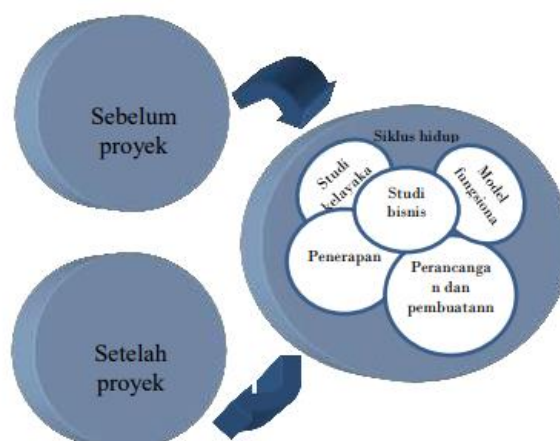 Sebelum
proyek
Siklus hidup
Studi
kelayaka
Studi
bisnis
Model
fungsiona
Penerapan
Perancanga
n dan
pembuatann
Setelah
proyek